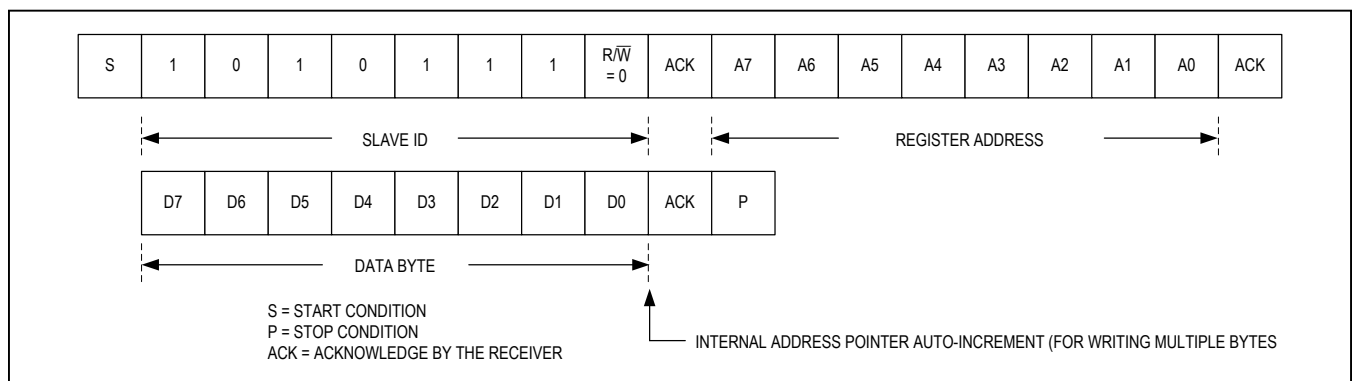 S 1 0 1 0 1 1 1 R/W̅ = 0 ACK A7 A6 A5 A4 A3 A2 A1 A0 ACK
SLAVE ID REGISTER ADDRESS
D7 D6 D5 D4 D3 D2 D1 D0 ACK P
DATA BYTE
S = START CONDITION
P = STOP CONDITION
ACK = ACKNOWLEDGE BY THE RECEIVER
INTERNAL ADDRESS POINTER AUTO-INCREMENT (FOR WRITING MULTIPLE BYTES